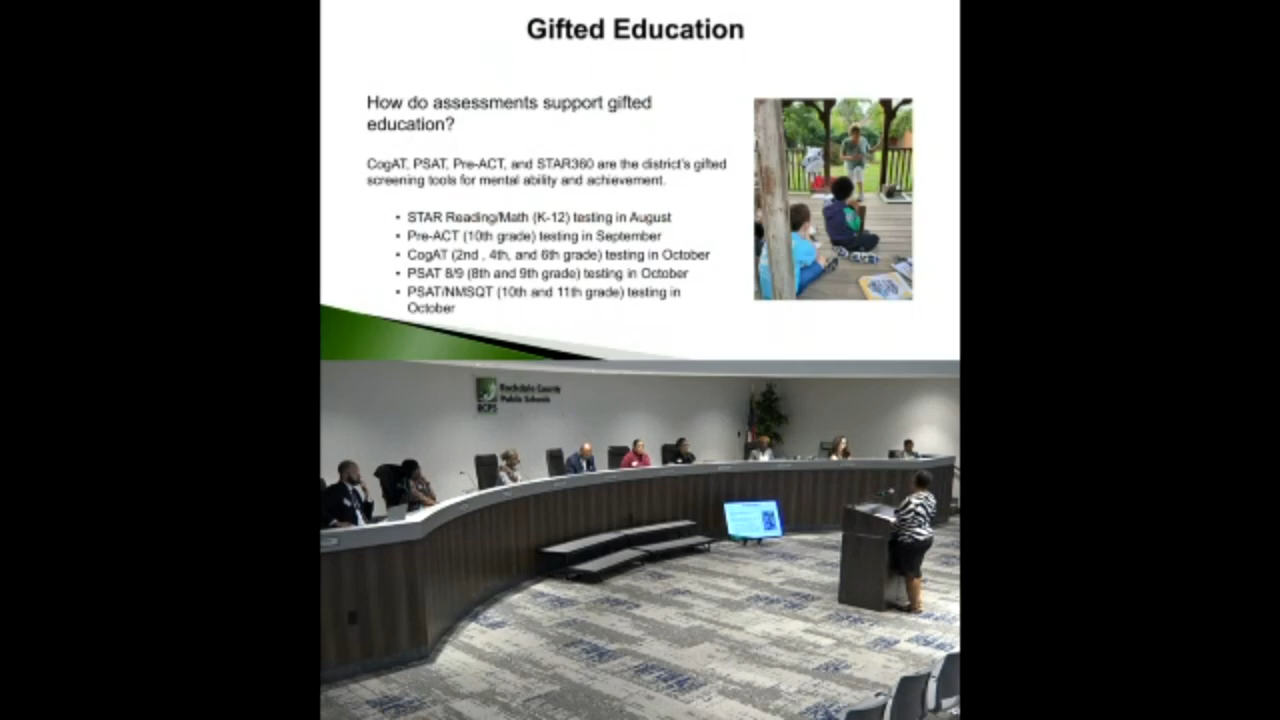 Gifted Education
How do assessments support gifted
education?
CogAT, PSAT, Pre-ACT, and STAR360 are the district's gifted
screening tools for mental ability and achievement.
• STAR Reading/Math (K-12) testing in August
• Pre-ACT (10th grade) testing in September
• CogAT (2nd , 4th, and 6th grade) testing in October
• PSAT 8/9 (8th and 9th grade) testing in October
• PSAT/NMSQT (10th and 11th grade) testing in
October
Rockdale County
Public Schools
RCPS